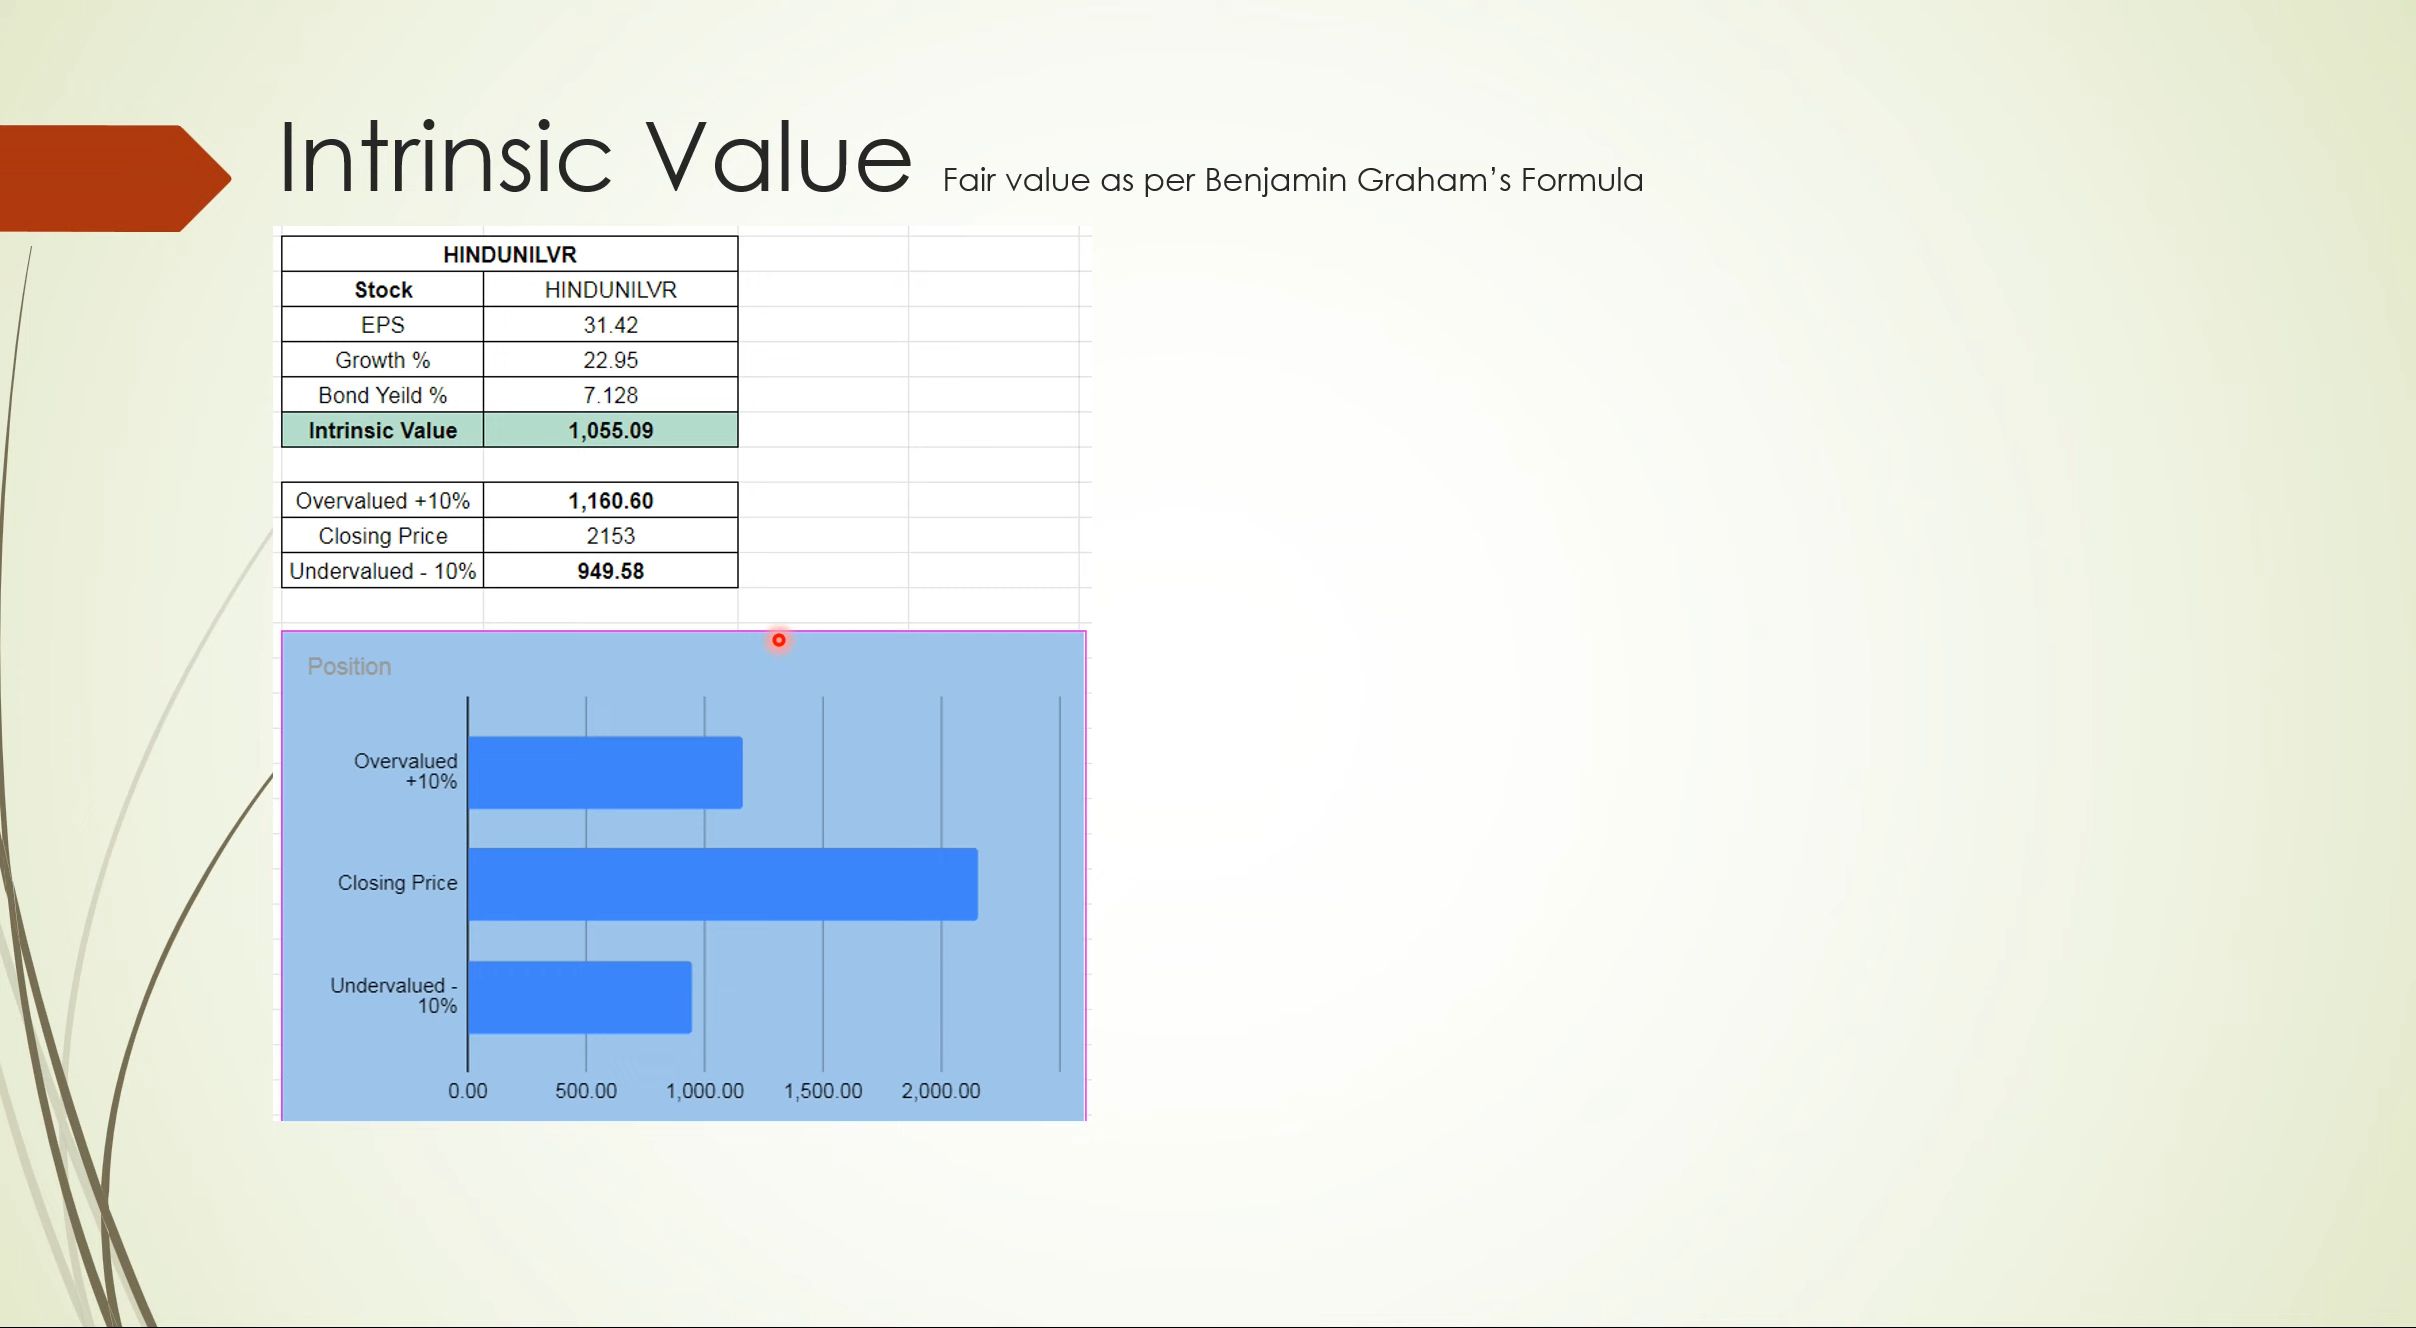 Intrinsic Value Fair value as per Benjamin Graham’s Formula
HINDUNILVR
Stock HINDUNILVR
EPS 31.42
Growth % 22.95
Bond Yeild % 7.128
Intrinsic Value 1,055.09
Overvalued +10% 1,160.60
Closing Price 2153
Undervalued - 10% 949.58
Position
Overvalued
+10%
Closing Price
Undervalued -
10%
0.00 500.00 1,000.00 1,500.00 2,000.00